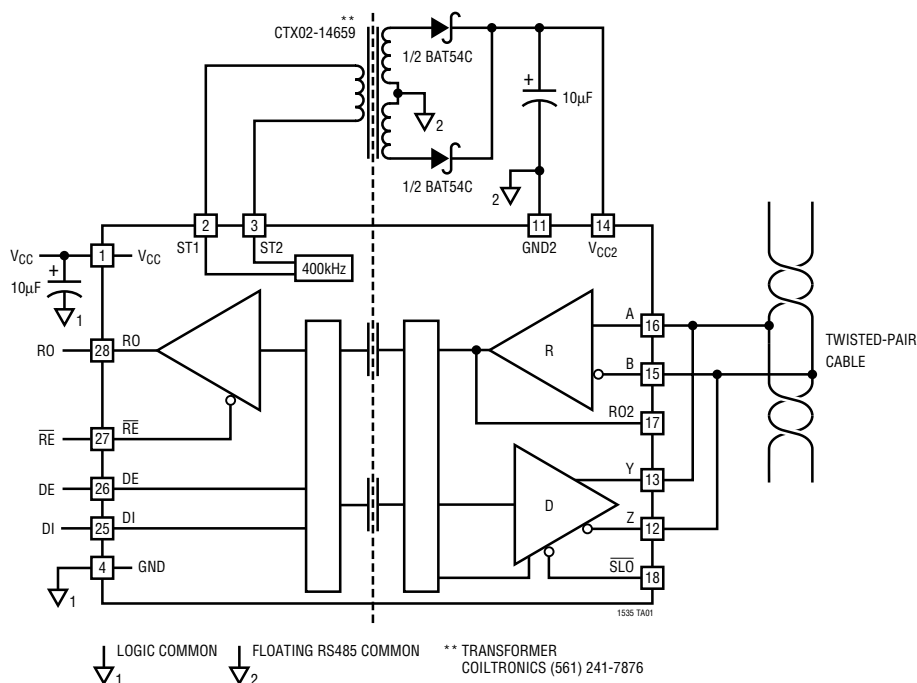 **
CTX02-14659
1/2 BAT54C
+
10µF
2
1/2 BAT54C
2
2
3
11
14
ST1
ST2
GND2
VCC2
VCC
1
VCC
+
10µF
1
400kHz
RO
28
RO
R
A
16
B
15
TWISTED-PAIR
CABLE
RO2
17
RE
27
RE
DE
26
DE
Y
13
D
DI
25
DI
Z
12
4
GND
SLO
18
1
1535 TA01
1
LOGIC COMMON
2
FLOATING RS485 COMMON
** TRANSFORMER
COILTRONICS (561) 241-7876